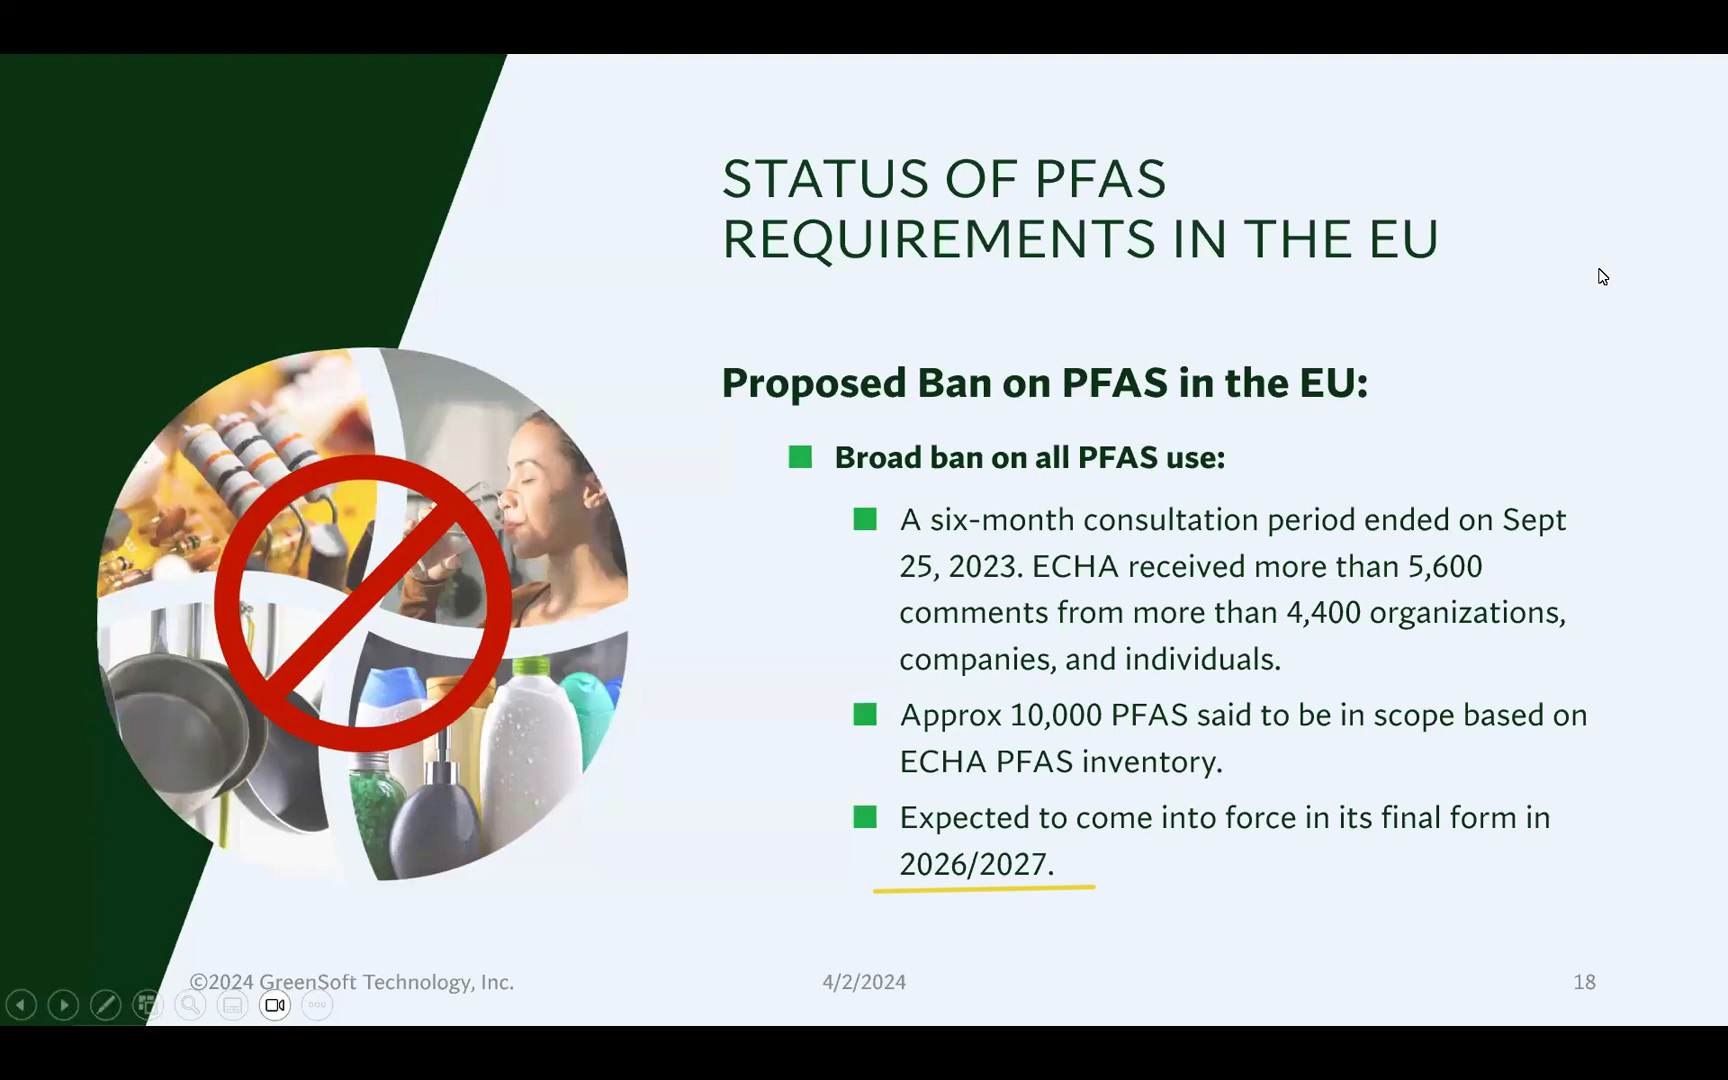 STATUS OF PFAS
REQUIREMENTS IN THE EU
Proposed Ban on PFAS in the EU:
Broad ban on all PFAS use:
A six-month consultation period ended on Sept
25, 2023. ECHA received more than 5,600
comments from more than 4,400 organizations,
companies, and individuals.
Approx 10,000 PFAS said to be in scope based on
ECHA PFAS inventory.
Expected to come into force in its final form in
2026/2027.
©2024 GreenSoft Technology, Inc.
4/2/2024
18